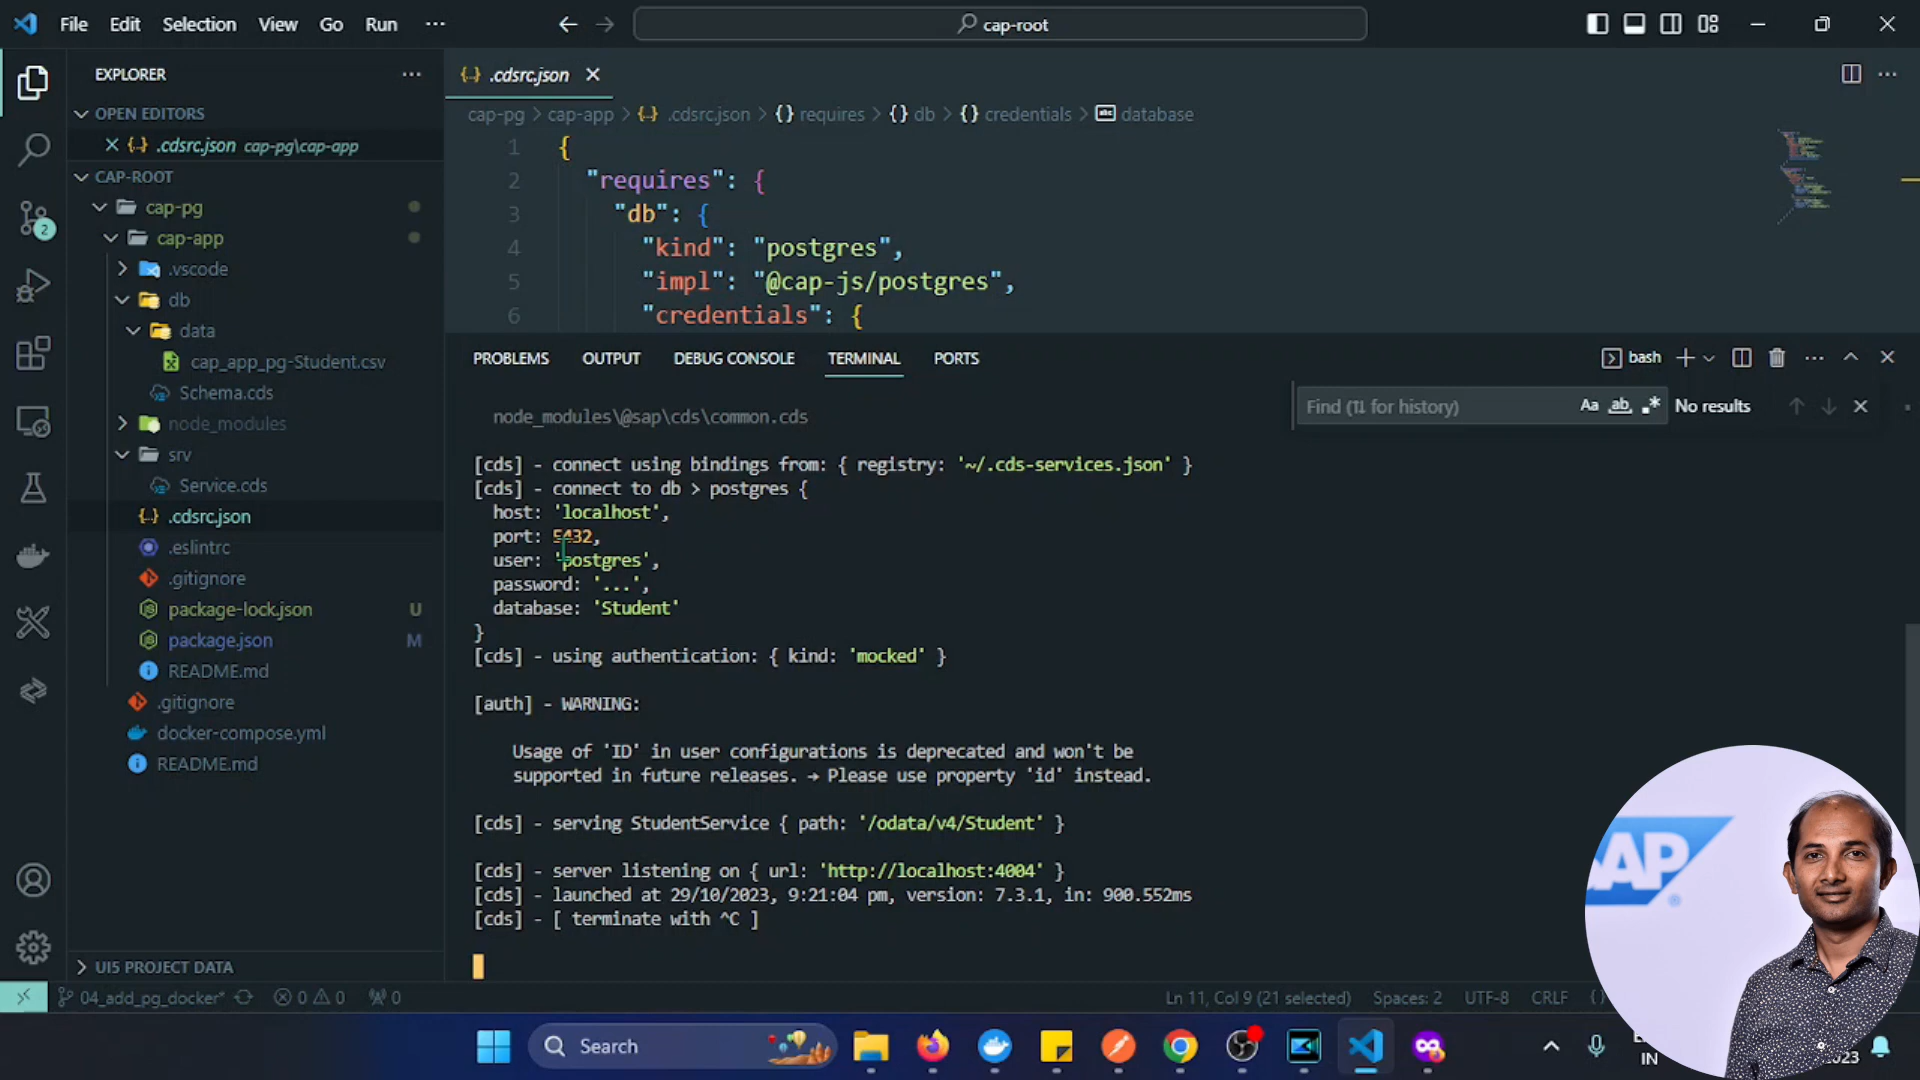 File Edit Selection View Go Run ···
cap-root
EXPLORER
OPEN EDITORS
.cdsrc.json cap-pg\cap-app
CAP-ROOT
cap-pg
cap-app
.vscode
db
data
cap_app_pg-Student.csv
Schema.cds
node_modules
srv
Service.cds
.cdsrc.json
.eslintrc
.gitignore
package-lock.json U
package.json M
README.md
.gitignore
docker-compose.yml
README.md
UI5 PROJECT DATA
2
.cdsrc.json
cap-pg > cap-app > .cdsrc.json > {} requires > {} db > {} credentials > database
1 {
2 "requires": {
3 "db": {
4 "kind": "postgres",
5 "impl": "@cap-js/postgres",
6 "credentials": {
PROBLEMS OUTPUT DEBUG CONSOLE TERMINAL PORTS
bash
Find (⇅ for history) Aa ab .* No results
node_modules\@sap\cds\common.cds
[cds] - connect using bindings from: { registry: '~/.cds-services.json' }
[cds] - connect to db > postgres {
host: 'localhost',
port: 5432,
user: 'postgres',
password: '...',
database: 'Student'
}
[cds] - using authentication: { kind: 'mocked' }
[auth] - WARNING:
Usage of 'ID' in user configurations is deprecated and won't be
supported in future releases. → Please use property 'id' instead.
[cds] - serving StudentService { path: '/odata/v4/Student' }
[cds] - server listening on { url: 'http://localhost:4004' }
[cds] - launched at 29/10/2023, 9:21:04 pm, version: 7.3.1, in: 900.552ms
[cds] - [ terminate with ^C ]
04_add_pg_docker* 0 0 0
Ln 11, Col 9 (21 selected) Spaces: 2 UTF-8 CRLF {
Search
IN
2023